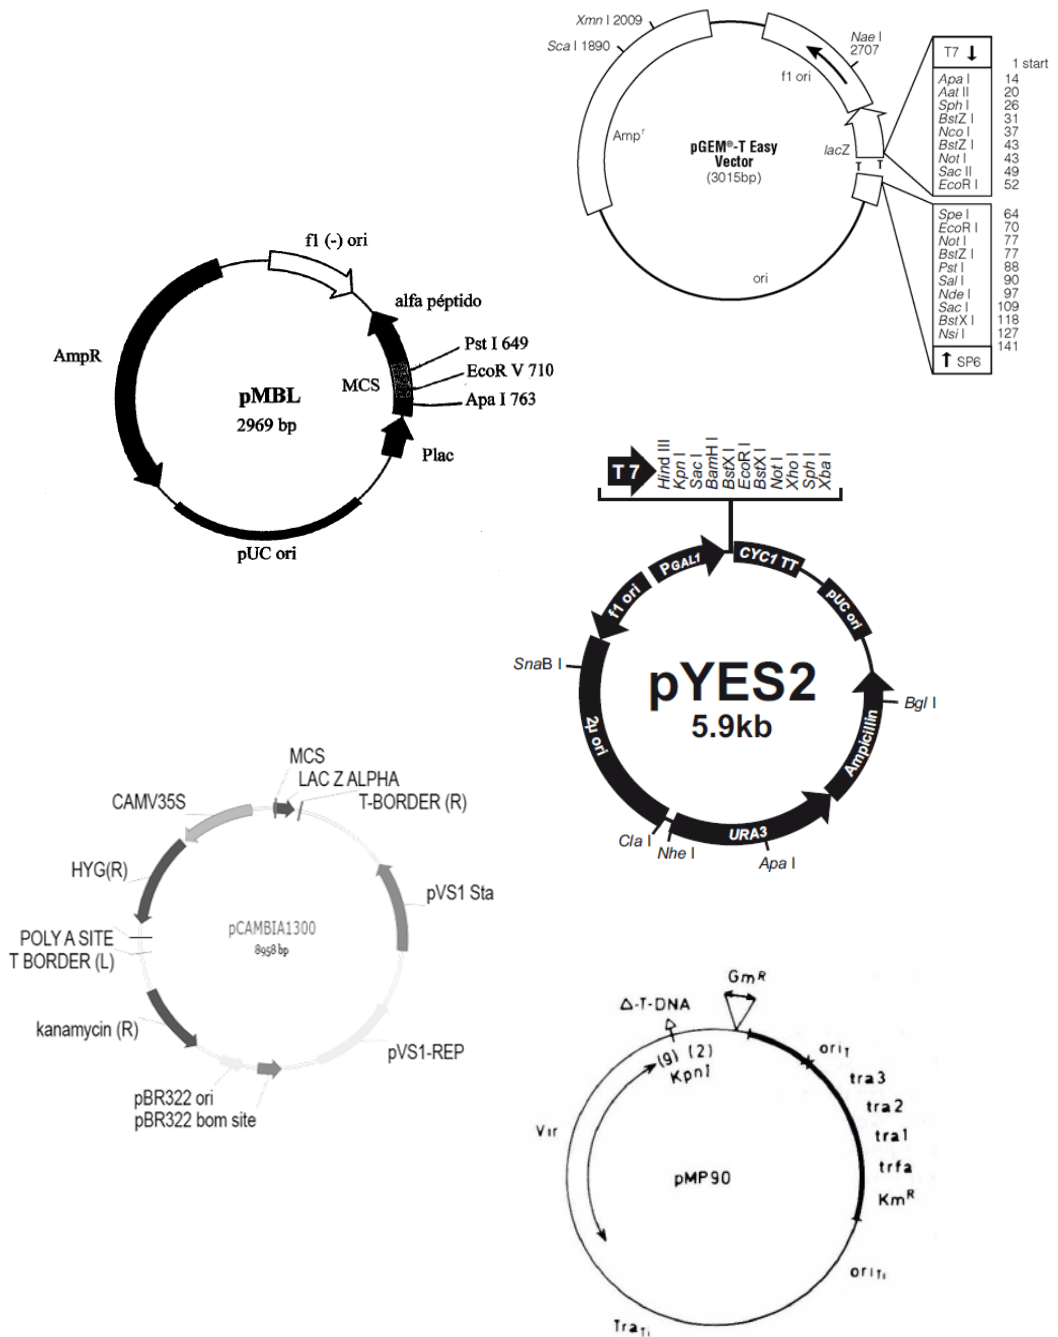 Xmn I 2009
Sca I 1890
Nae I
2707
f1 ori
Ampʳ
pGEM®-T Easy
Vector
(3015bp)
lacZ
T T
ori
T7 ↓
1 start
Apa I 14
Aat II 20
Sph I 26
BstZ I 31
Nco I 37
BstZ I 43
Not I 43
Sac II 49
EcoR I 52
Spe I 64
EcoR I 70
Not I 77
BstZ I 77
Pst I 88
Sal I 90
Nde I 97
Sac I 109
BstX I 118
Nsi I 127
141
↑ SP6
f1 (-) ori
alfa péptido
AmpR
Pst I 649
EcoR V 710
MCS
Apa I 763
pMBL
2969 bp
Plac
pUC ori
T 7
Hind III
Kpn I
Sac I
BamH I
BstX I
EcoR I
BstX I
Not I
Xho I
Sph I
Xba I
PGAL1
CYC1 TT
f1 ori
pUC ori
SnaB I
pYES2
5.9kb
Bgl I
2µ ori
Ampicillin
URA3
Cla I
Nhe I
Apa I
MCS
LAC Z ALPHA
T-BORDER (R)
CAMV35S
HYG(R)
pVS1 Sta
pCAMBIA1300
8958 bp
POLY A SITE
T BORDER (L)
kanamycin (R)
pVS1-REP
pBR322 ori
pBR322 bom site
GmR
Δ-T-DNA
(9) (2)
KpnI
oriT
tra3
tra2
tra1
trfa
KmR
Vir
pMP90
oriTi
TraTi